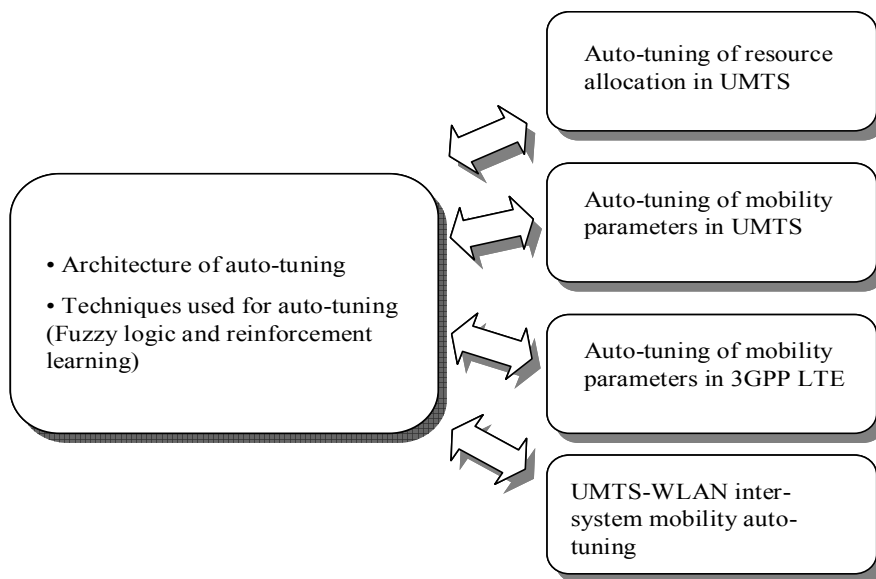 • Architecture of auto-tuning
• Techniques used for auto-tuning
(Fuzzy logic and reinforcement
learning)
Auto-tuning of resource
allocation in UMTS
Auto-tuning of mobility
parameters in UMTS
Auto-tuning of mobility
parameters in 3GPP LTE
UMTS-WLAN inter-
system mobility auto-
tuning